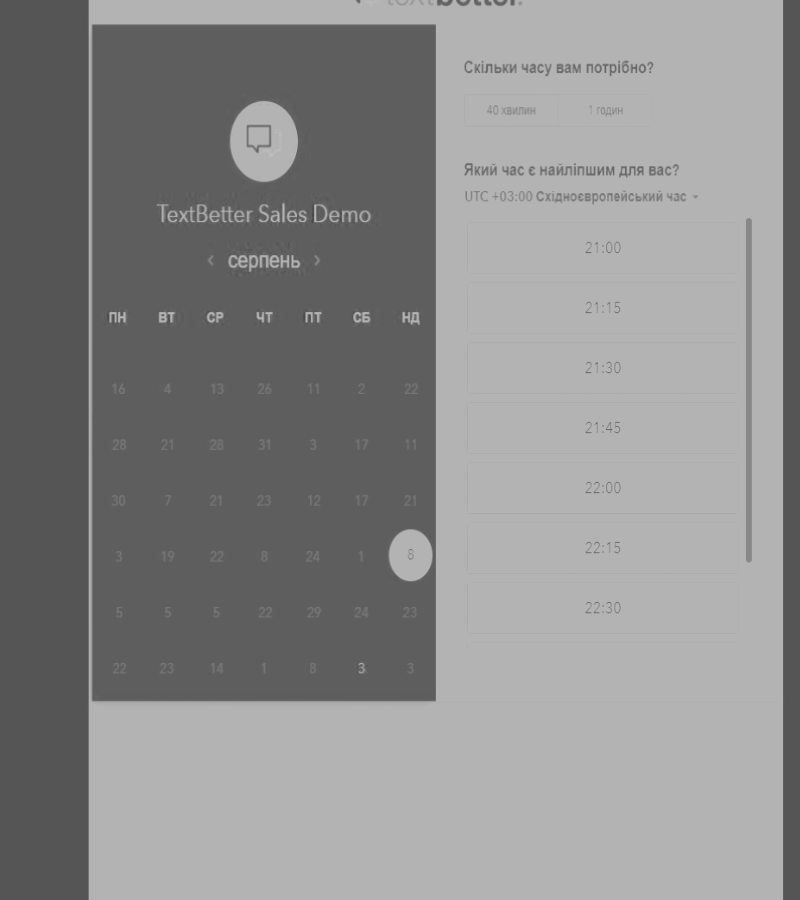 textbetter.
TextBetter Sales Demo
‹ серпень ›
ПН ВТ СР ЧТ ПТ СБ НД
16 4 13 26 11 2 22
28 21 28 31 3 17 11
30 7 21 23 12 17 21
3 19 22 8 24 1 8
5 5 5 22 29 24 23
22 23 14 1 8 3 3
Скільки часу вам потрібно?
40 хвилин 1 годин
Який час є найліпшим для вас?
UTC +03:00 Східноєвропейський час
21:00
21:15
21:30
21:45
22:00
22:15
22:30